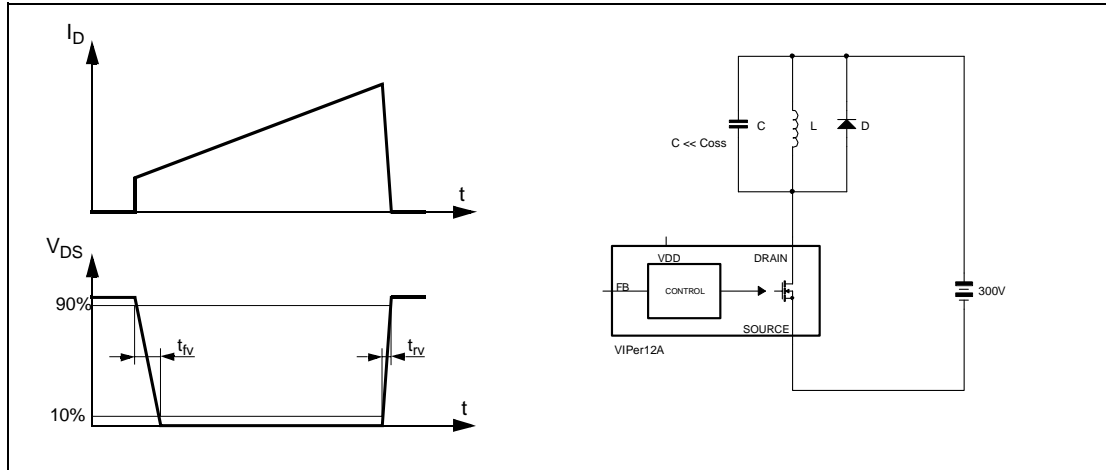 I_D
t
V_DS
90%
t_fv
t_rv
10%
t
C
L
D
C << Coss
VDD
DRAIN
FB
CONTROL
SOURCE
VIPer12A
300V